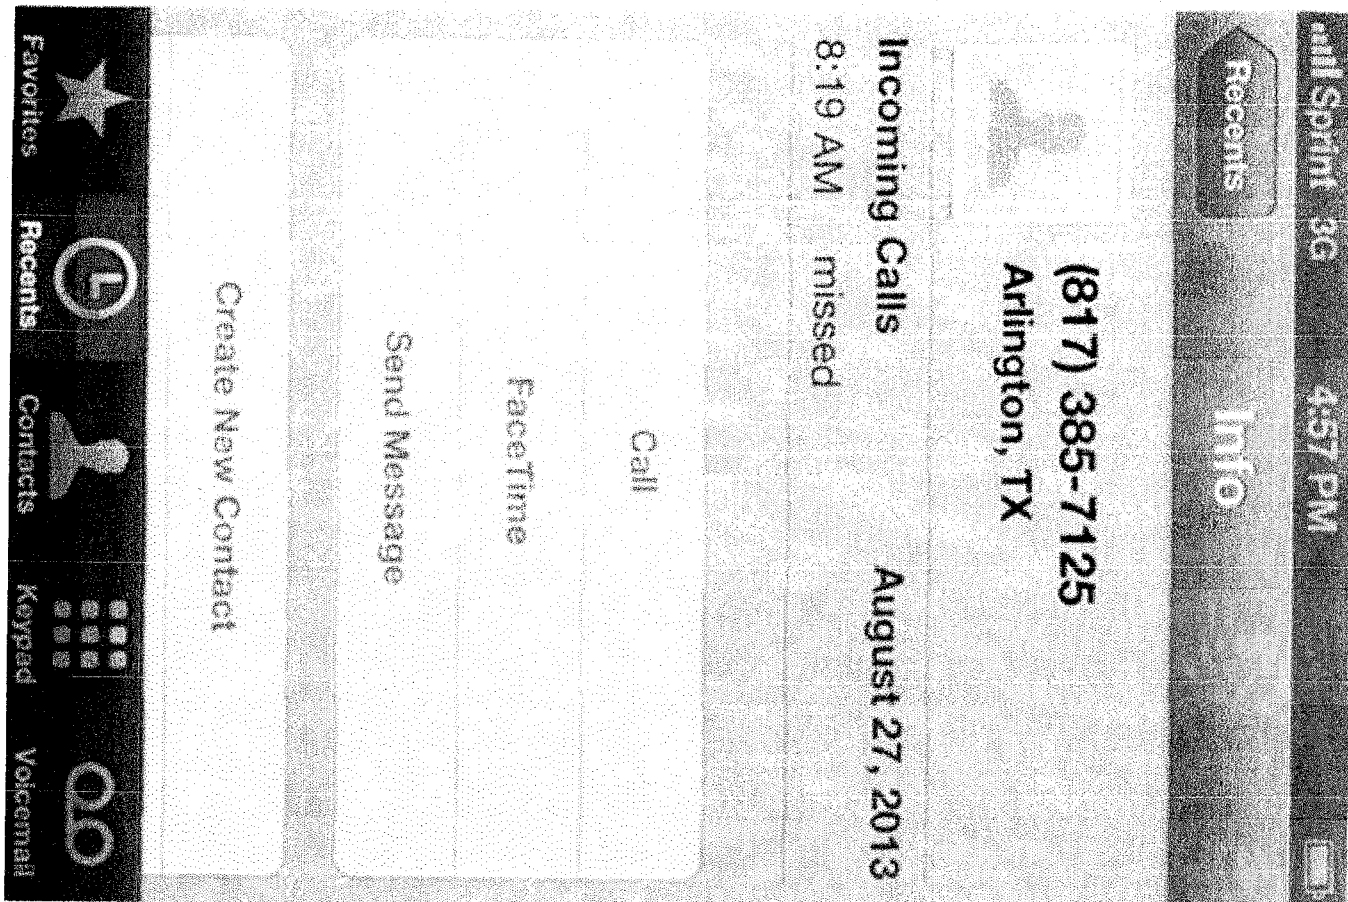 Sprint 3G 4:57 PM
Recents Info
(817) 385-7125
Arlington, TX
Incoming Calls August 27, 2013
8:19 AM missed
Call
FaceTime
Send Message
Create New Contact
Favorites Recents Contacts Keypad Voicemail